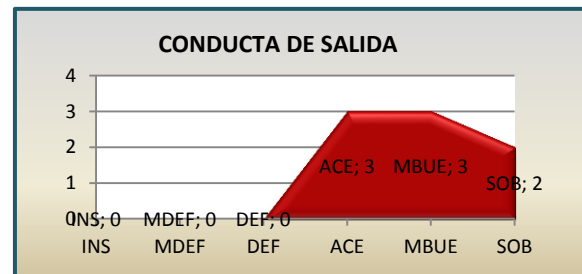 CONDUCTA DE SALIDA
4
3
2
1
0
INS; 0 MDEF; 0 DEF; 0 ACE; 3 MBUE; 3 SOB; 2
INS MDEF DEF ACE MBUE SOB